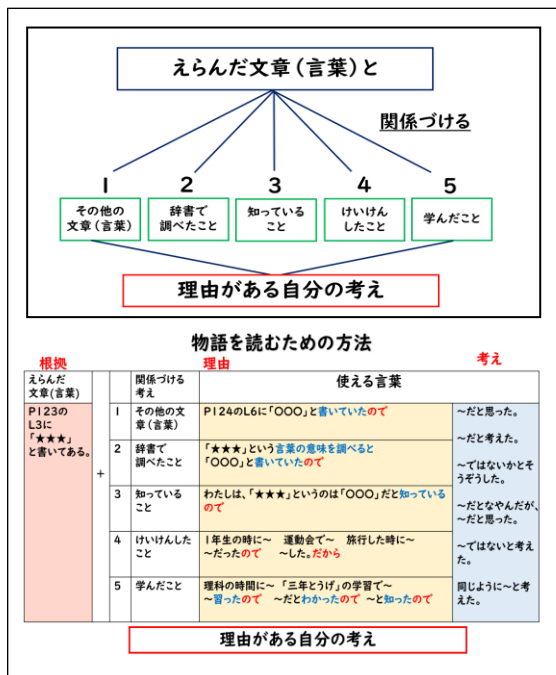 えらんだ文章(言葉)と
関係づける
1
2
3
4
5
その他の
文章(言葉)
辞書で
調べたこと
知っている
こと
けいけん
したこと
学んだこと
理由がある自分の考え
物語を読むための方法
根拠
理由
考え
えらんだ
文章(言葉)
関係づける
考え
使える言葉
P123の
L3に
「★★★」
と書いてある。
+
1
その他の文
章(言葉)
P124のL6に「○○○」と書いていたので
2
辞書で
調べたこと
「★★★」という言葉の意味を調べると
「○○○」と書いていたので
3
知っている
こと
わたしは、「★★★」というのは「○○○」だと知っている
ので
4
けいけんした
こと
1年生の時に~ 運動会で~ 旅行した時に~
~だったので ~した。だから
5
学んだこと
理科の時間に~ 「三年とうげ」の学習で~
~習ったので ~だとわかったので ~と知ったので
~だと思った。
~だと考えた。
~ではないかとそ
うぞうした。
~だとなやんだが、
~だと思った。
~ではないと考え
た。
同じように~と考
えた。
理由がある自分の考え